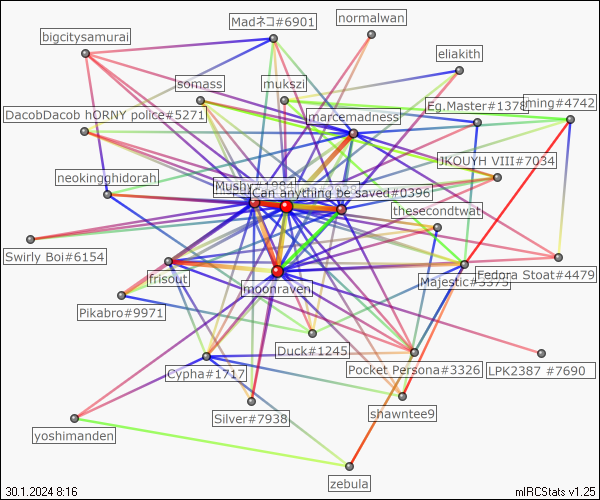 Madネコ#6901
normalwan
bigcitysamurai
eliakith
somass
mukszi
DacobDacob hORNY police#5271
marcemadness
Eg.Master#1378
ming#4742
JKOUYH VIII#7034
neokingghidorah
Mushy#1984
Can anything be saved#0396
thesecondtwat
Swirly Boi#6154
frisout
moonraven
Majestic#3375
Fedora Stoat#4479
Pikabro#9971
Duck#1245
Cypha#1717
Pocket Persona#3326
LPK2387 #7690
Silver#7938
shawntee9
yoshimanden
zebula
30.1.2024 8:16
mIRCStats v1.25